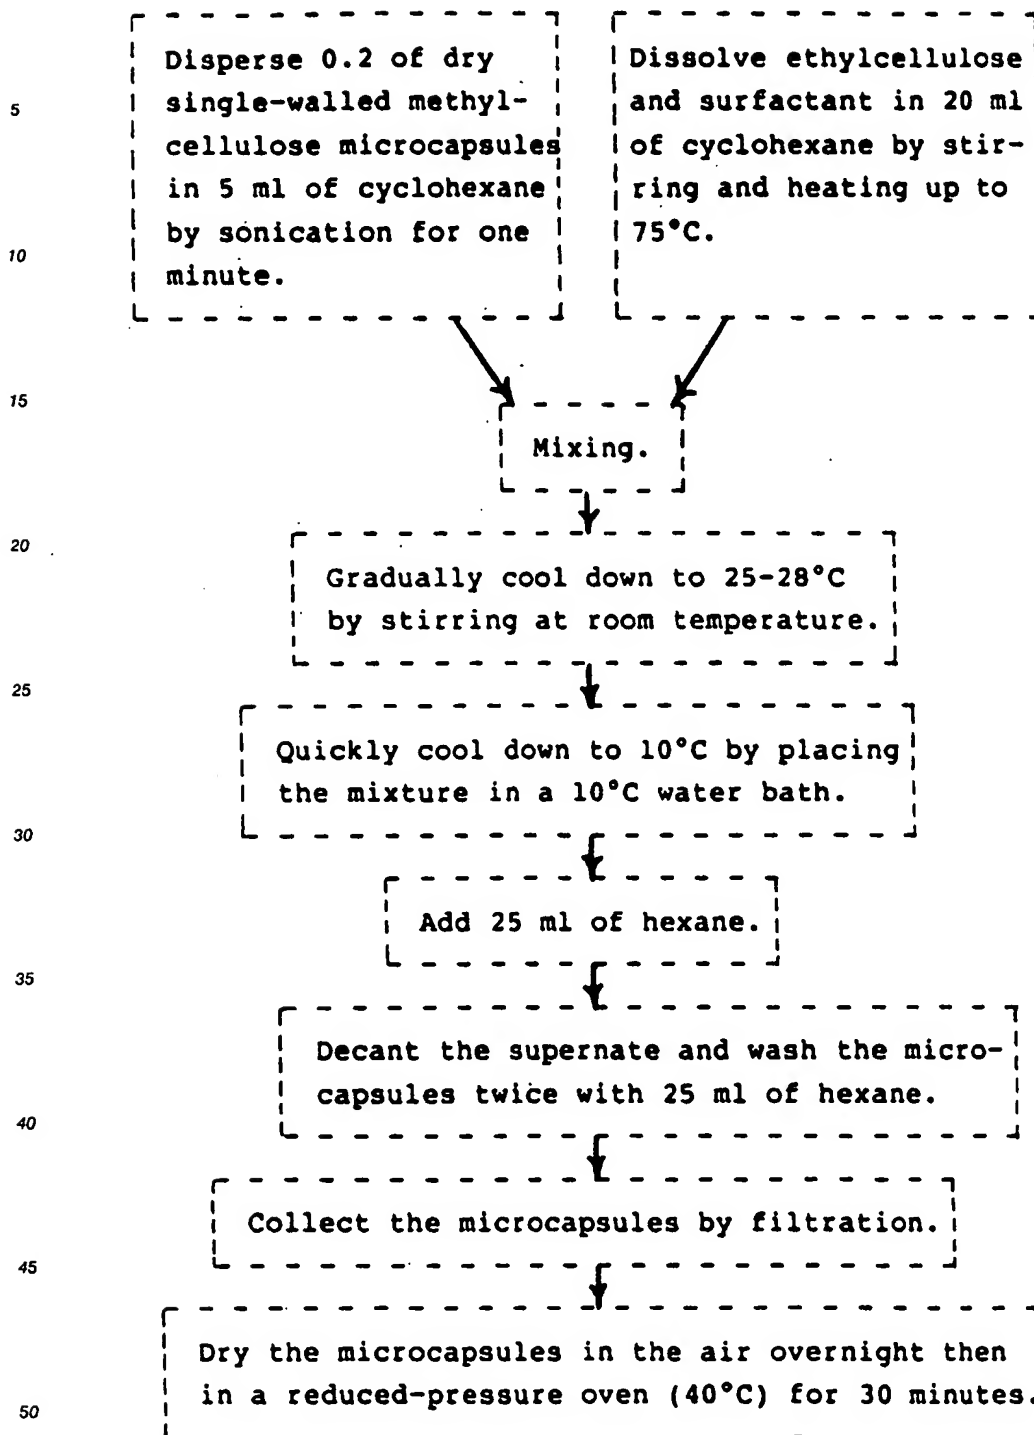 Disperse 0.2 of dry
single-walled methyl-
cellulose microcapsules
in 5 ml of cyclohexane
by sonication for one
minute.
Dissolve ethylcellulose
and surfactant in 20 ml
of cyclohexane by stir-
ring and heating up to
75°C.
5
10
15
Mixing.
20
Gradually cool down to 25-28°C
by stirring at room temperature.
25
Quickly cool down to 10°C by placing
the mixture in a 10°C water bath.
30
Add 25 ml of hexane.
35
Decant the supernate and wash the micro-
capsules twice with 25 ml of hexane.
40
Collect the microcapsules by filtration.
45
Dry the microcapsules in the air overnight then
in a reduced-pressure oven (40°C) for 30 minutes.
50